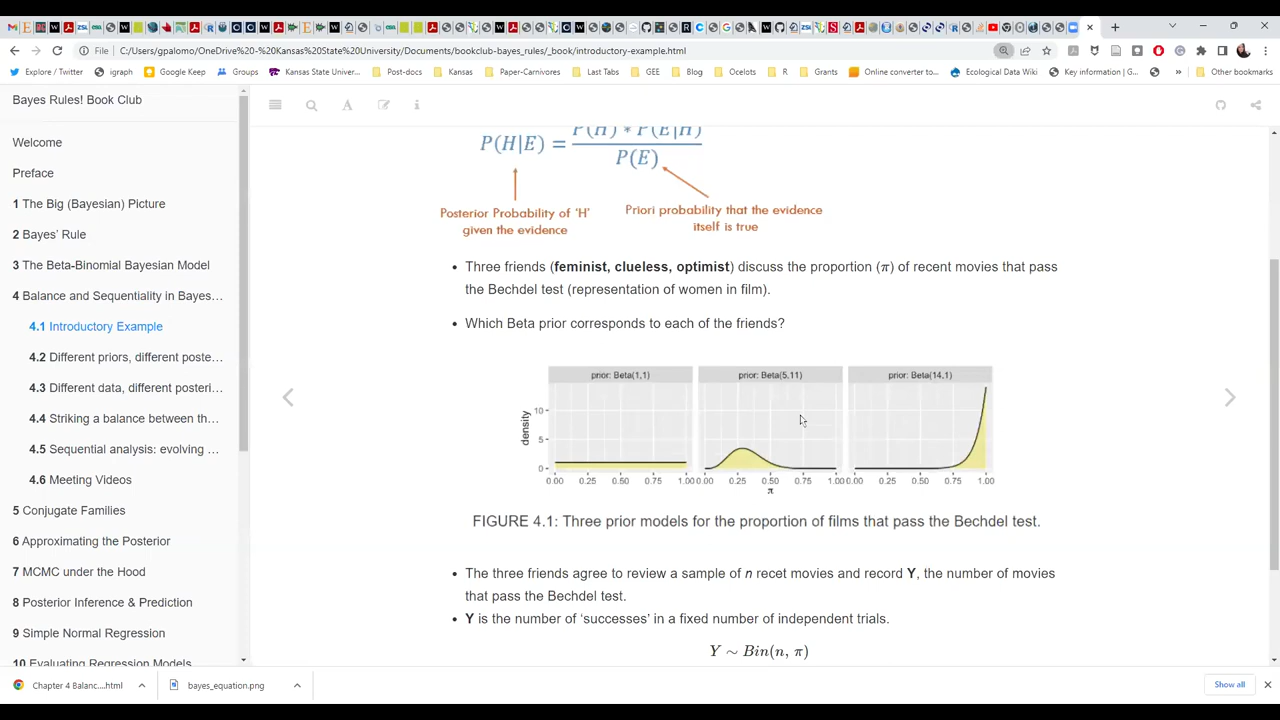 File
C:/Users/gpalomo/OneDrive%20-%20Kansas%20State%20University/Documents/bookclub-bayes_rules/_book/introductory-example.html
Explore / Twitter
igraph
Google Keep
Groups
Kansas State Univer...
Post-docs
Kansas
Paper-Carnivores
Last Tabs
GEE
Blog
Ocelots
R
Grants
Online converter to...
Ecological Data Wiki
Key information | G...
»
Other bookmarks
Bayes Rules! Book Club
Welcome
Preface
1 The Big (Bayesian) Picture
2 Bayes' Rule
3 The Beta-Binomial Bayesian Model
4 Balance and Sequentiality in Bayes...
4.1 Introductory Example
4.2 Different priors, different poste...
4.3 Different data, different posteri...
4.4 Striking a balance between th...
4.5 Sequential analysis: evolving ...
4.6 Meeting Videos
5 Conjugate Families
6 Approximating the Posterior
7 MCMC under the Hood
8 Posterior Inference & Prediction
9 Simple Normal Regression
10 Evaluating Regression Models
P(H) * P(E|H)
P(H|E) =
P(E)
Posterior Probability of 'H'
given the evidence
Priori probability that the evidence
itself is true
• Three friends (feminist, clueless, optimist) discuss the proportion (π) of recent movies that pass
the Bechdel test (representation of women in film).
• Which Beta prior corresponds to each of the friends?
prior: Beta(1,1)
prior: Beta(5,11)
prior: Beta(14,1)
density
10
5
0
0.00 0.25 0.50 0.75 1.00
0.00 0.25 0.50 0.75 1.00
0.00 0.25 0.50 0.75 1.00
π
FIGURE 4.1: Three prior models for the proportion of films that pass the Bechdel test.
• The three friends agree to review a sample of n recet movies and record Y, the number of movies
that pass the Bechdel test.
• Y is the number of 'successes' in a fixed number of independent trials.
Y ∼ Bin(n, π)
Chapter 4 Balanc....html
bayes_equation.png
Show all